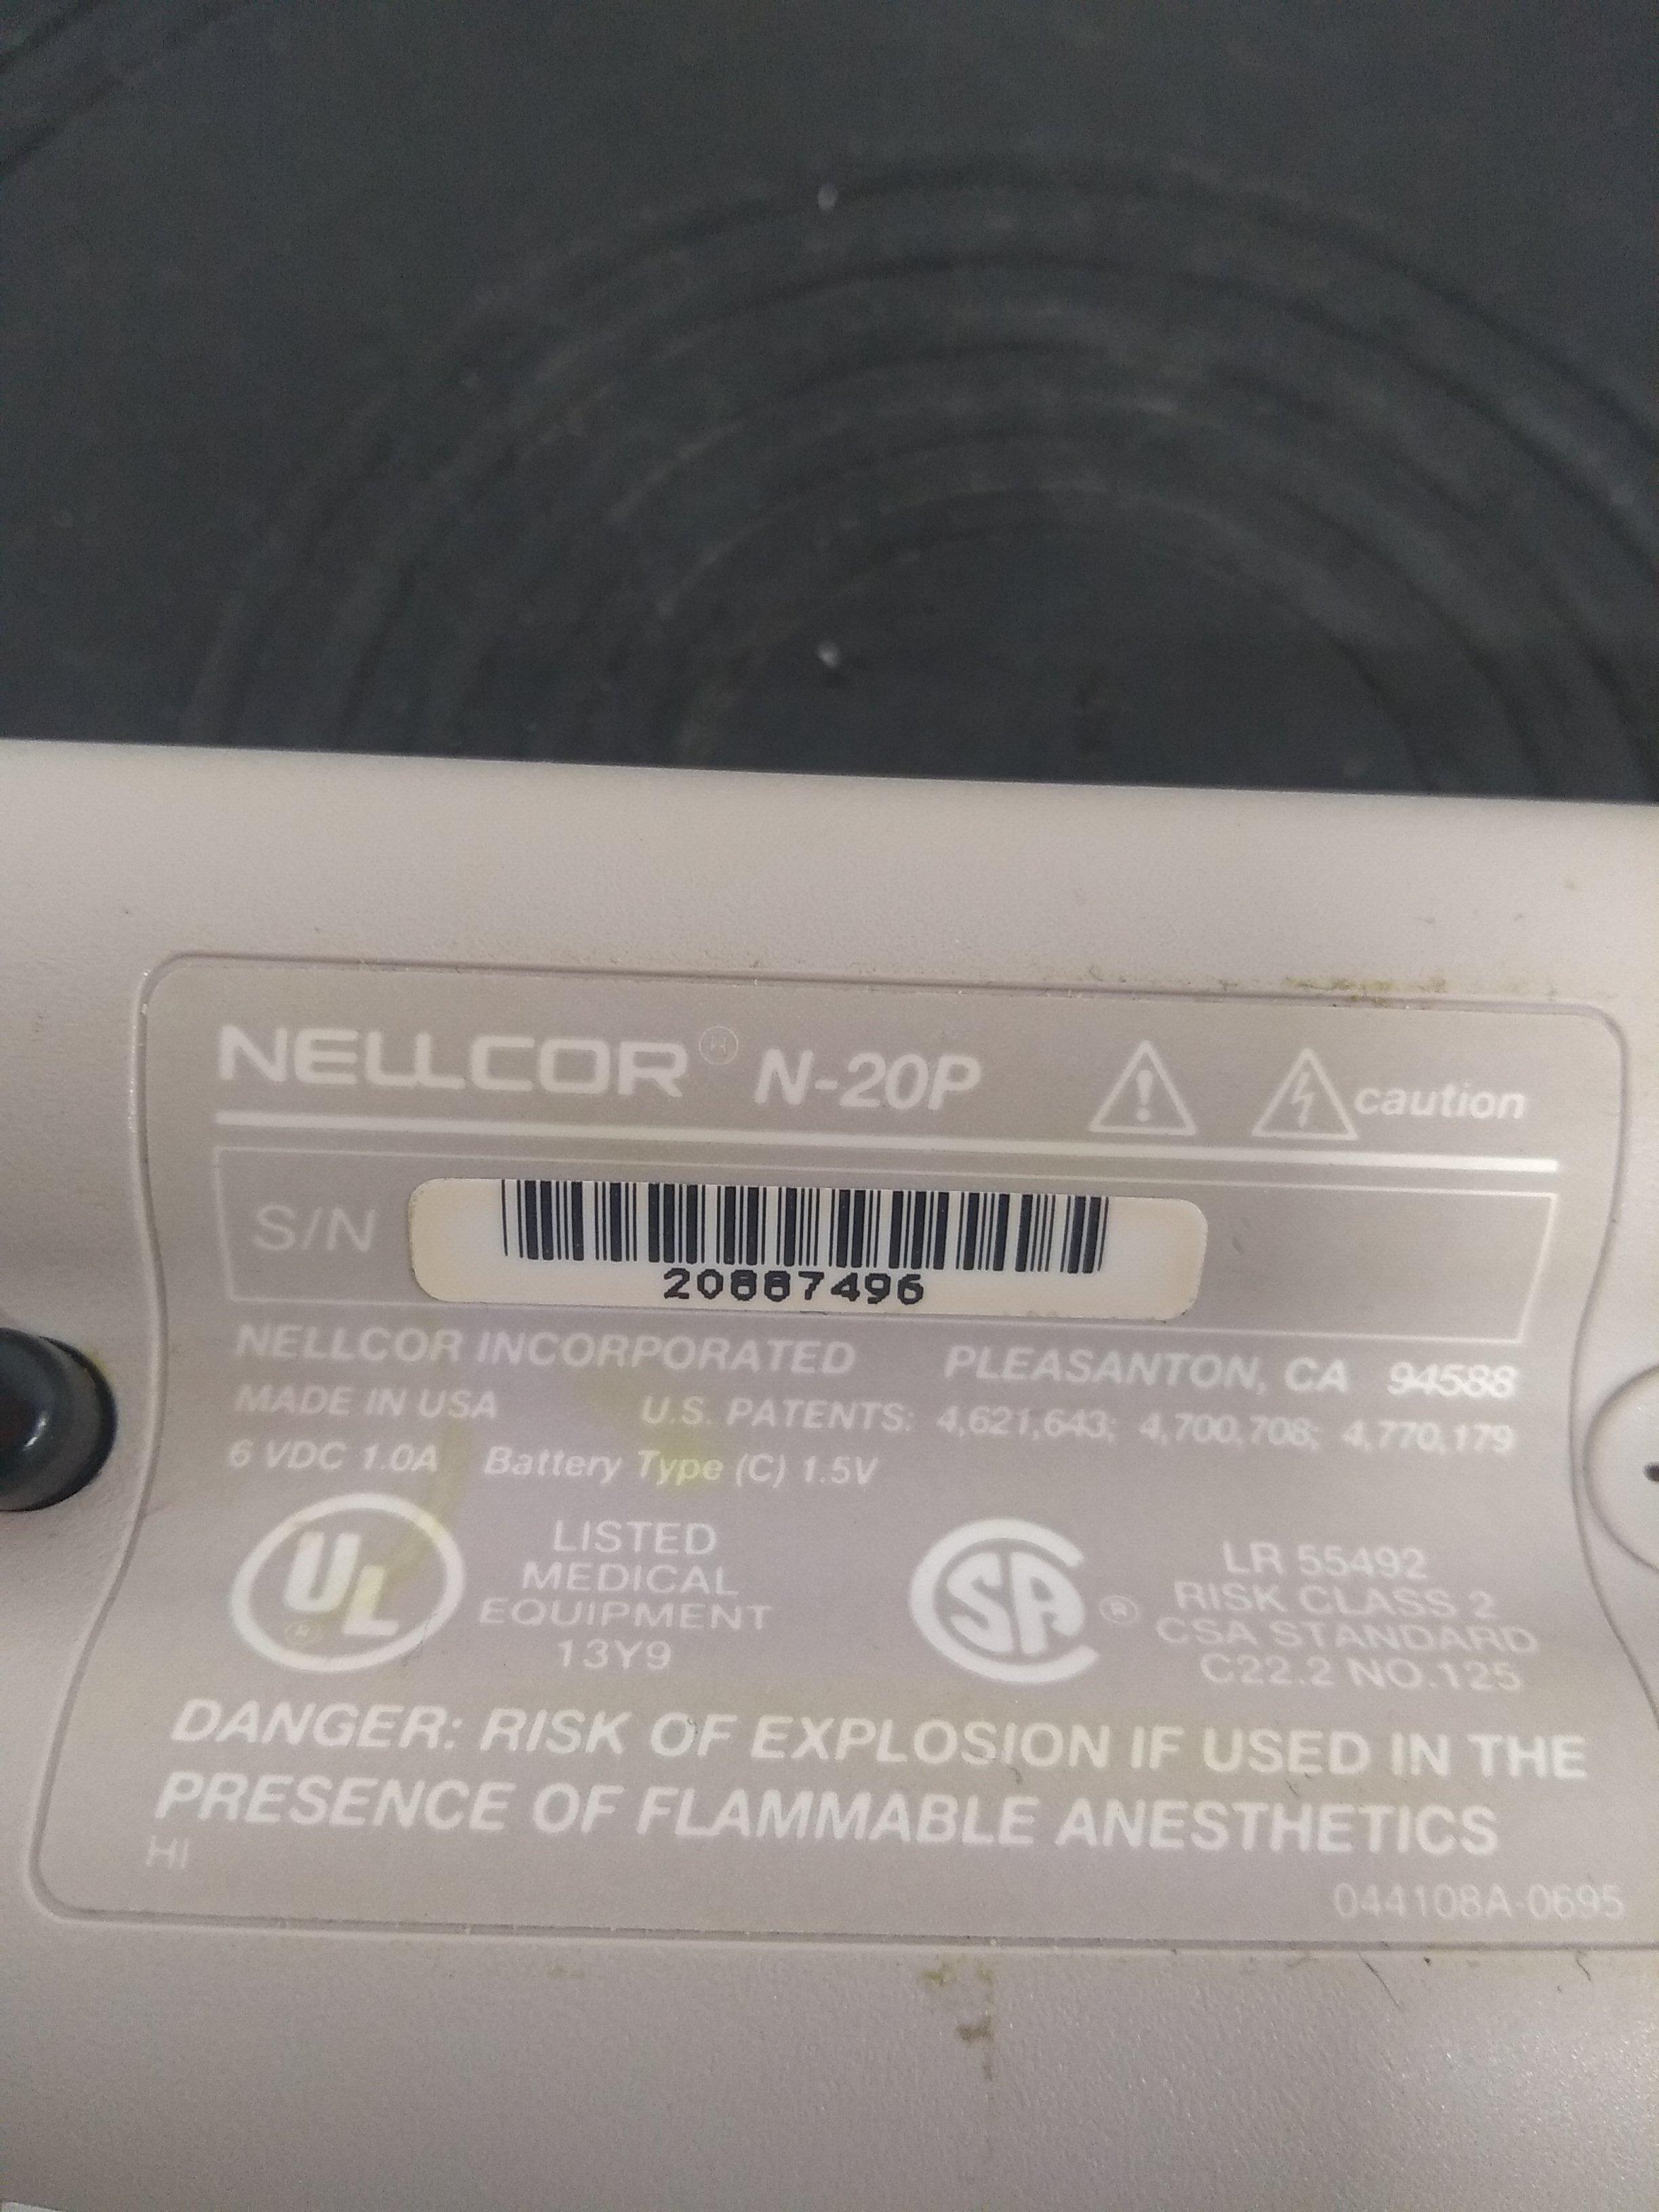 NELLCOR® N-20P ! caution
S/N
20887496
NELLCOR INCORPORATED PLEASANTON, CA 94588
MADE IN USA U.S. PATENTS: 4,621,643; 4,700,708; 4,770,179
6 VDC 1.0A Battery Type (C) 1.5V
UL®
LISTED
MEDICAL
EQUIPMENT
13Y9
SA®
LR 55492
RISK CLASS 2
CSA STANDARD
C22.2 NO.125
DANGER: RISK OF EXPLOSION IF USED IN THE
PRESENCE OF FLAMMABLE ANESTHETICS
HI
044108A-0695